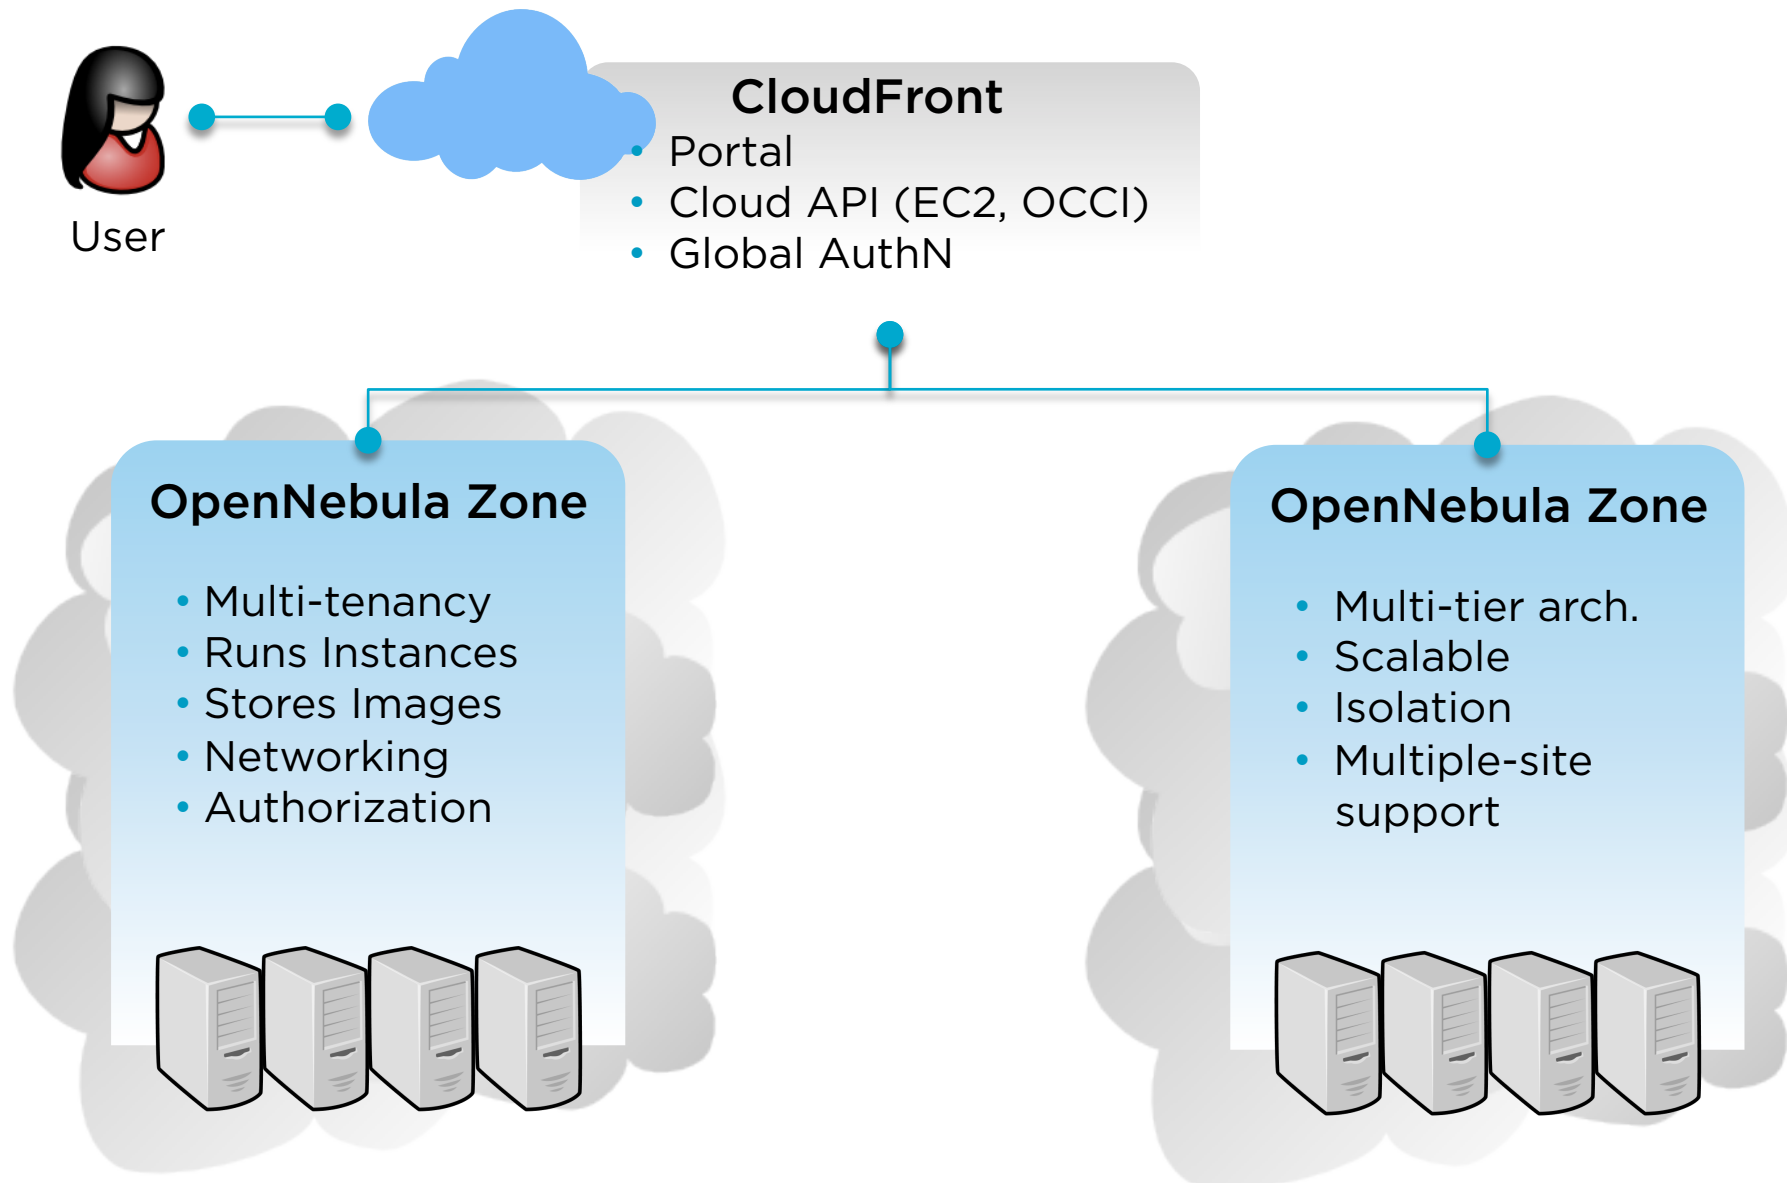 CloudFront
• Portal
• Cloud API (EC2, OCCI)
• Global AuthN
User
OpenNebula Zone
• Multi-tenancy
• Runs Instances
• Stores Images
• Networking
• Authorization
OpenNebula Zone
• Multi-tier arch.
• Scalable
• Isolation
• Multiple-site
support